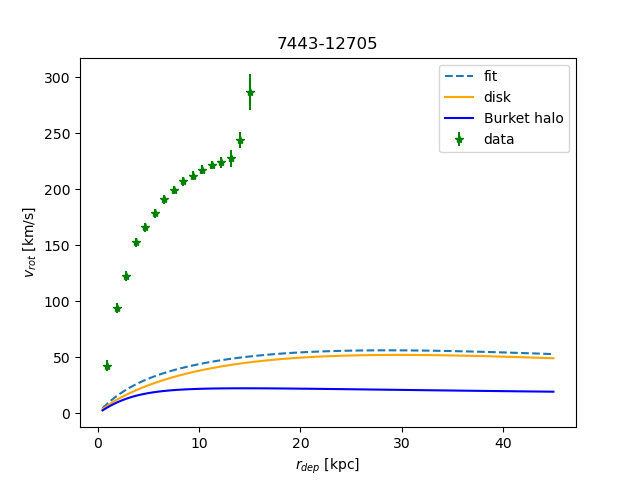 7443-12705
fit
disk
Burket halo
data
300
250
200
150
100
50
0
v_rot [km/s]
0 10 20 30 40
r_dep [kpc]